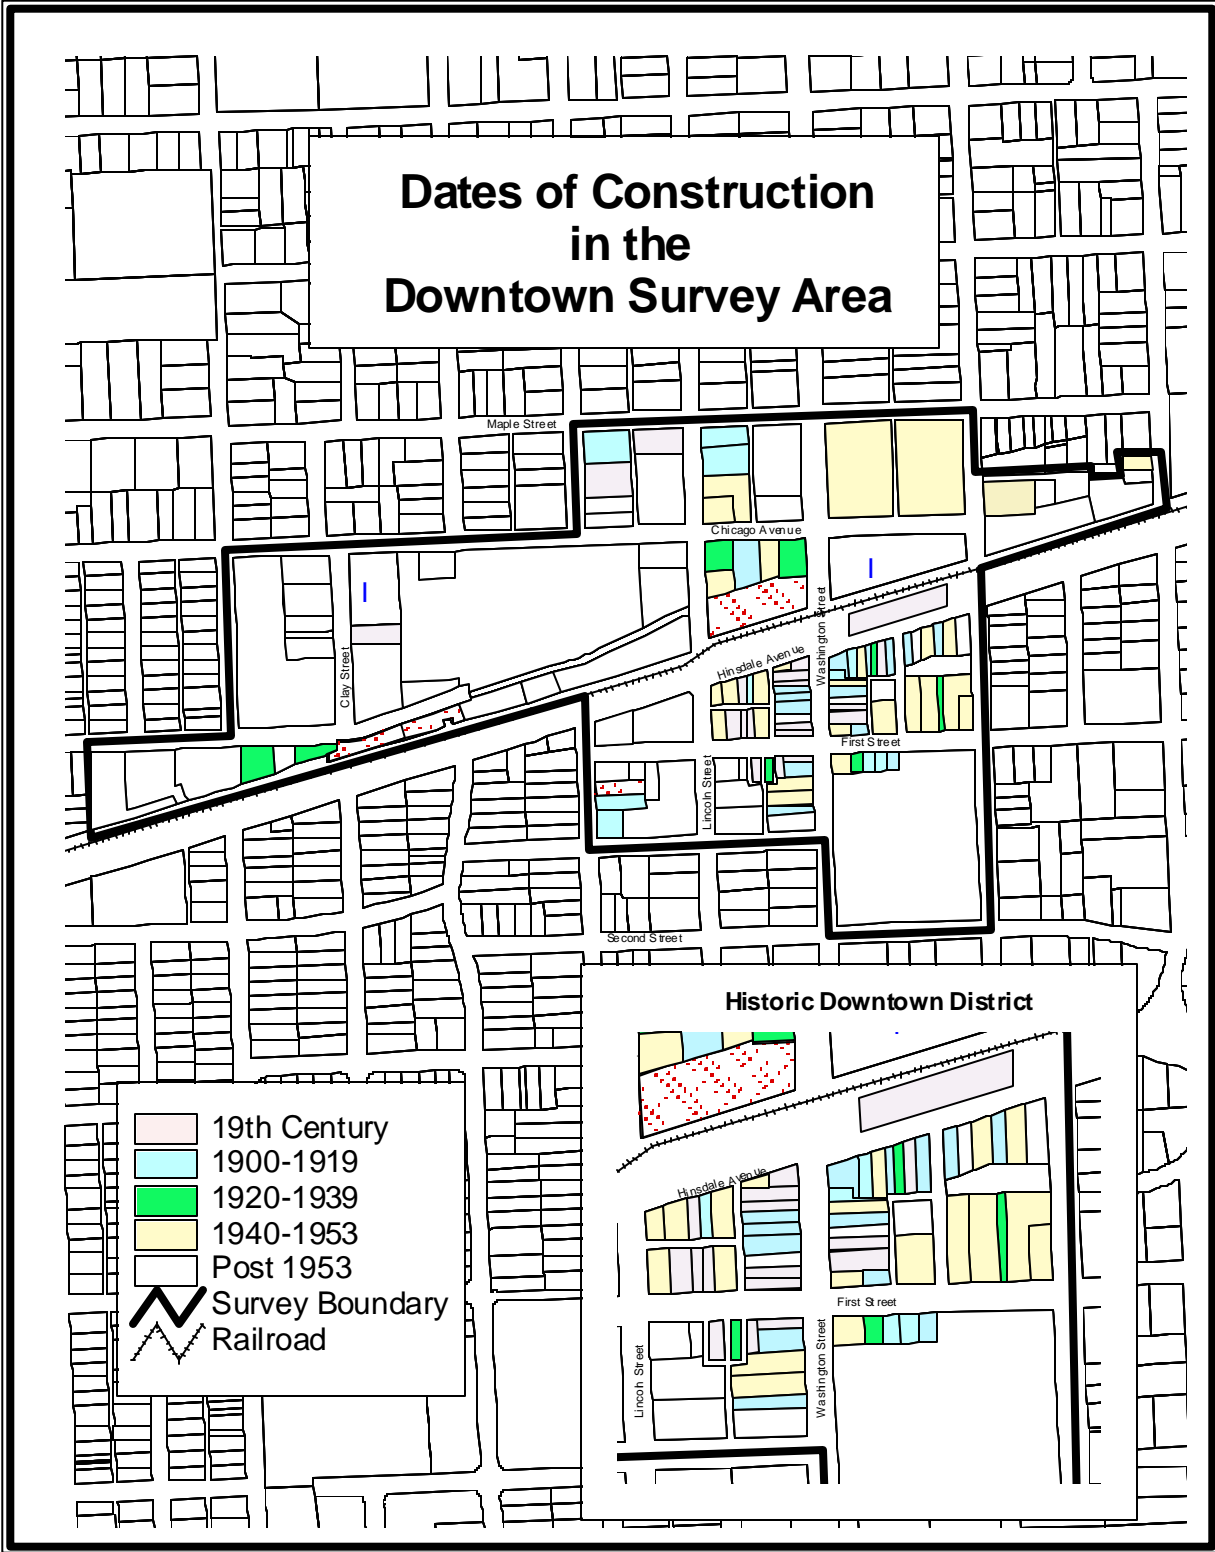 Dates of Construction
in the
Downtown Survey Area
Maple Street
Chicago Avenue
Washington Street
Hinsdale Avenue
Clay Street
First Street
Lincoln Street
Second Street
Historic Downtown District
Hinsdale Avenue
First Street
Lincoln Street
Washington Street
19th Century
1900-1919
1920-1939
1940-1953
Post 1953
Survey Boundary
Railroad